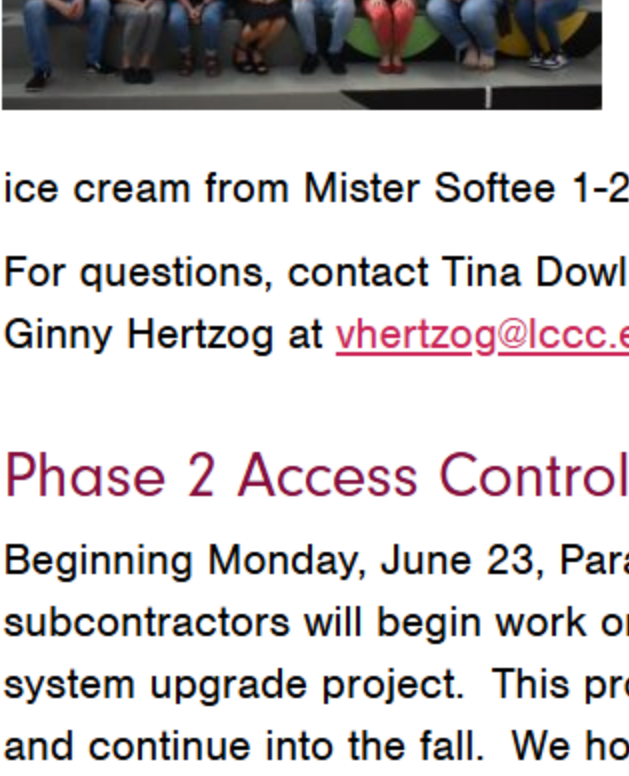 ice cream from Mister Softee 1-2
For questions, contact Tina Dowl
Ginny Hertzog at vhertzog@lccc.e
Phase 2 Access Control
Beginning Monday, June 23, Para
subcontractors will begin work on
system upgrade project.  This pro
and continue into the fall.  We ho